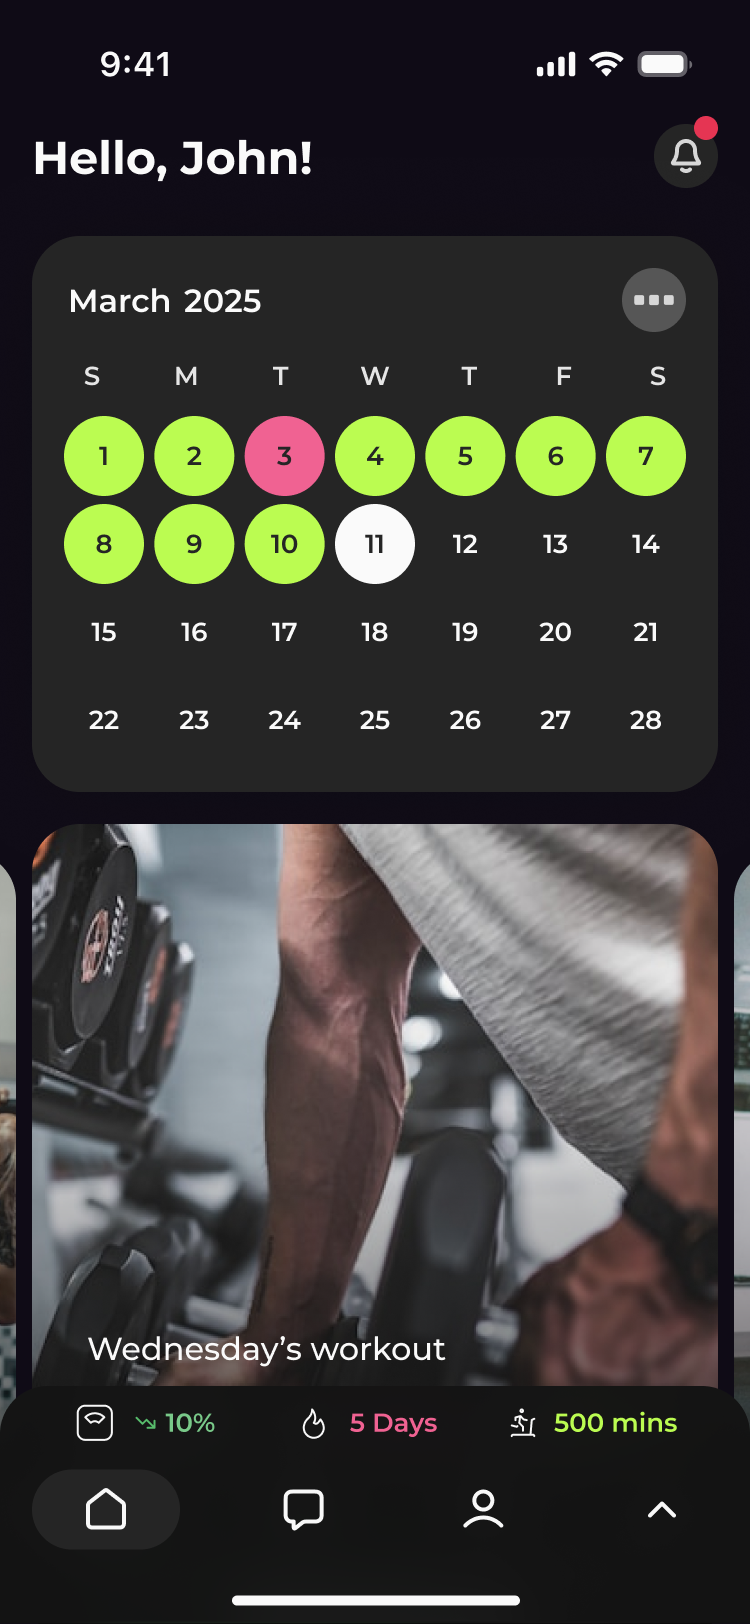 9:41
Hello, John!
March 2025
S M T W T F S
1 2 3 4 5 6 7
8 9 10 11 12 13 14
15 16 17 18 19 20 21
22 23 24 25 26 27 28
Wednesday’s workout
10% 5 Days 500 mins